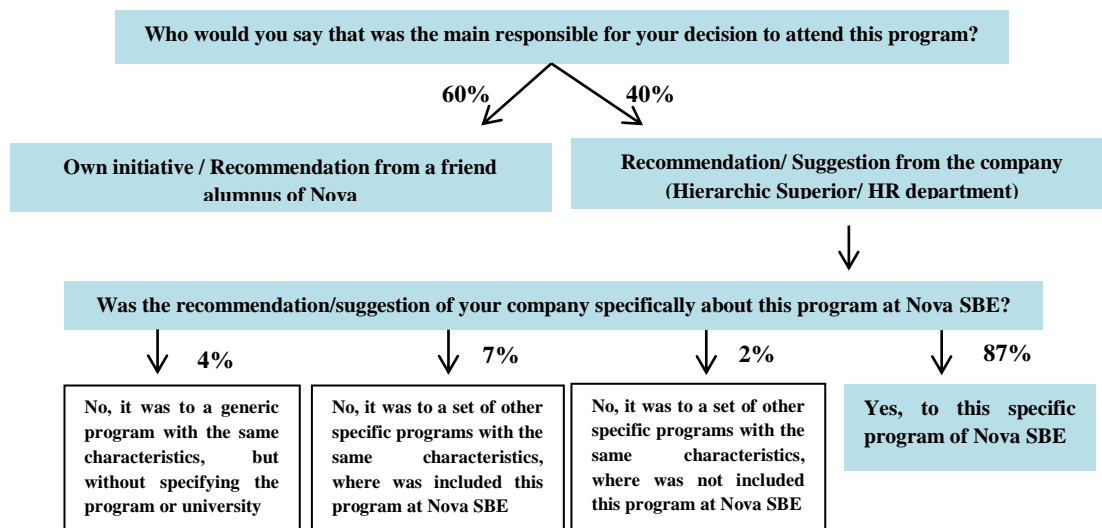 Who would you say that was the main responsible for your decision to attend this program?
60%
40%
Own initiative / Recommendation from a friend
alumnus of Nova
Recommendation/ Suggestion from the company
(Hierarchic Superior/ HR department)
Was the recommendation/suggestion of your company specifically about this program at Nova SBE?
4%
7%
2%
87%
No, it was to a generic
program with the same
characteristics, but
without specifying the
program or university
No, it was to a set of other
specific programs with the
same characteristics,
where was included this
program at Nova SBE
No, it was to a set of other
specific programs with the
same characteristics,
where was not included
this program at Nova SBE
Yes, to this specific
program of Nova SBE